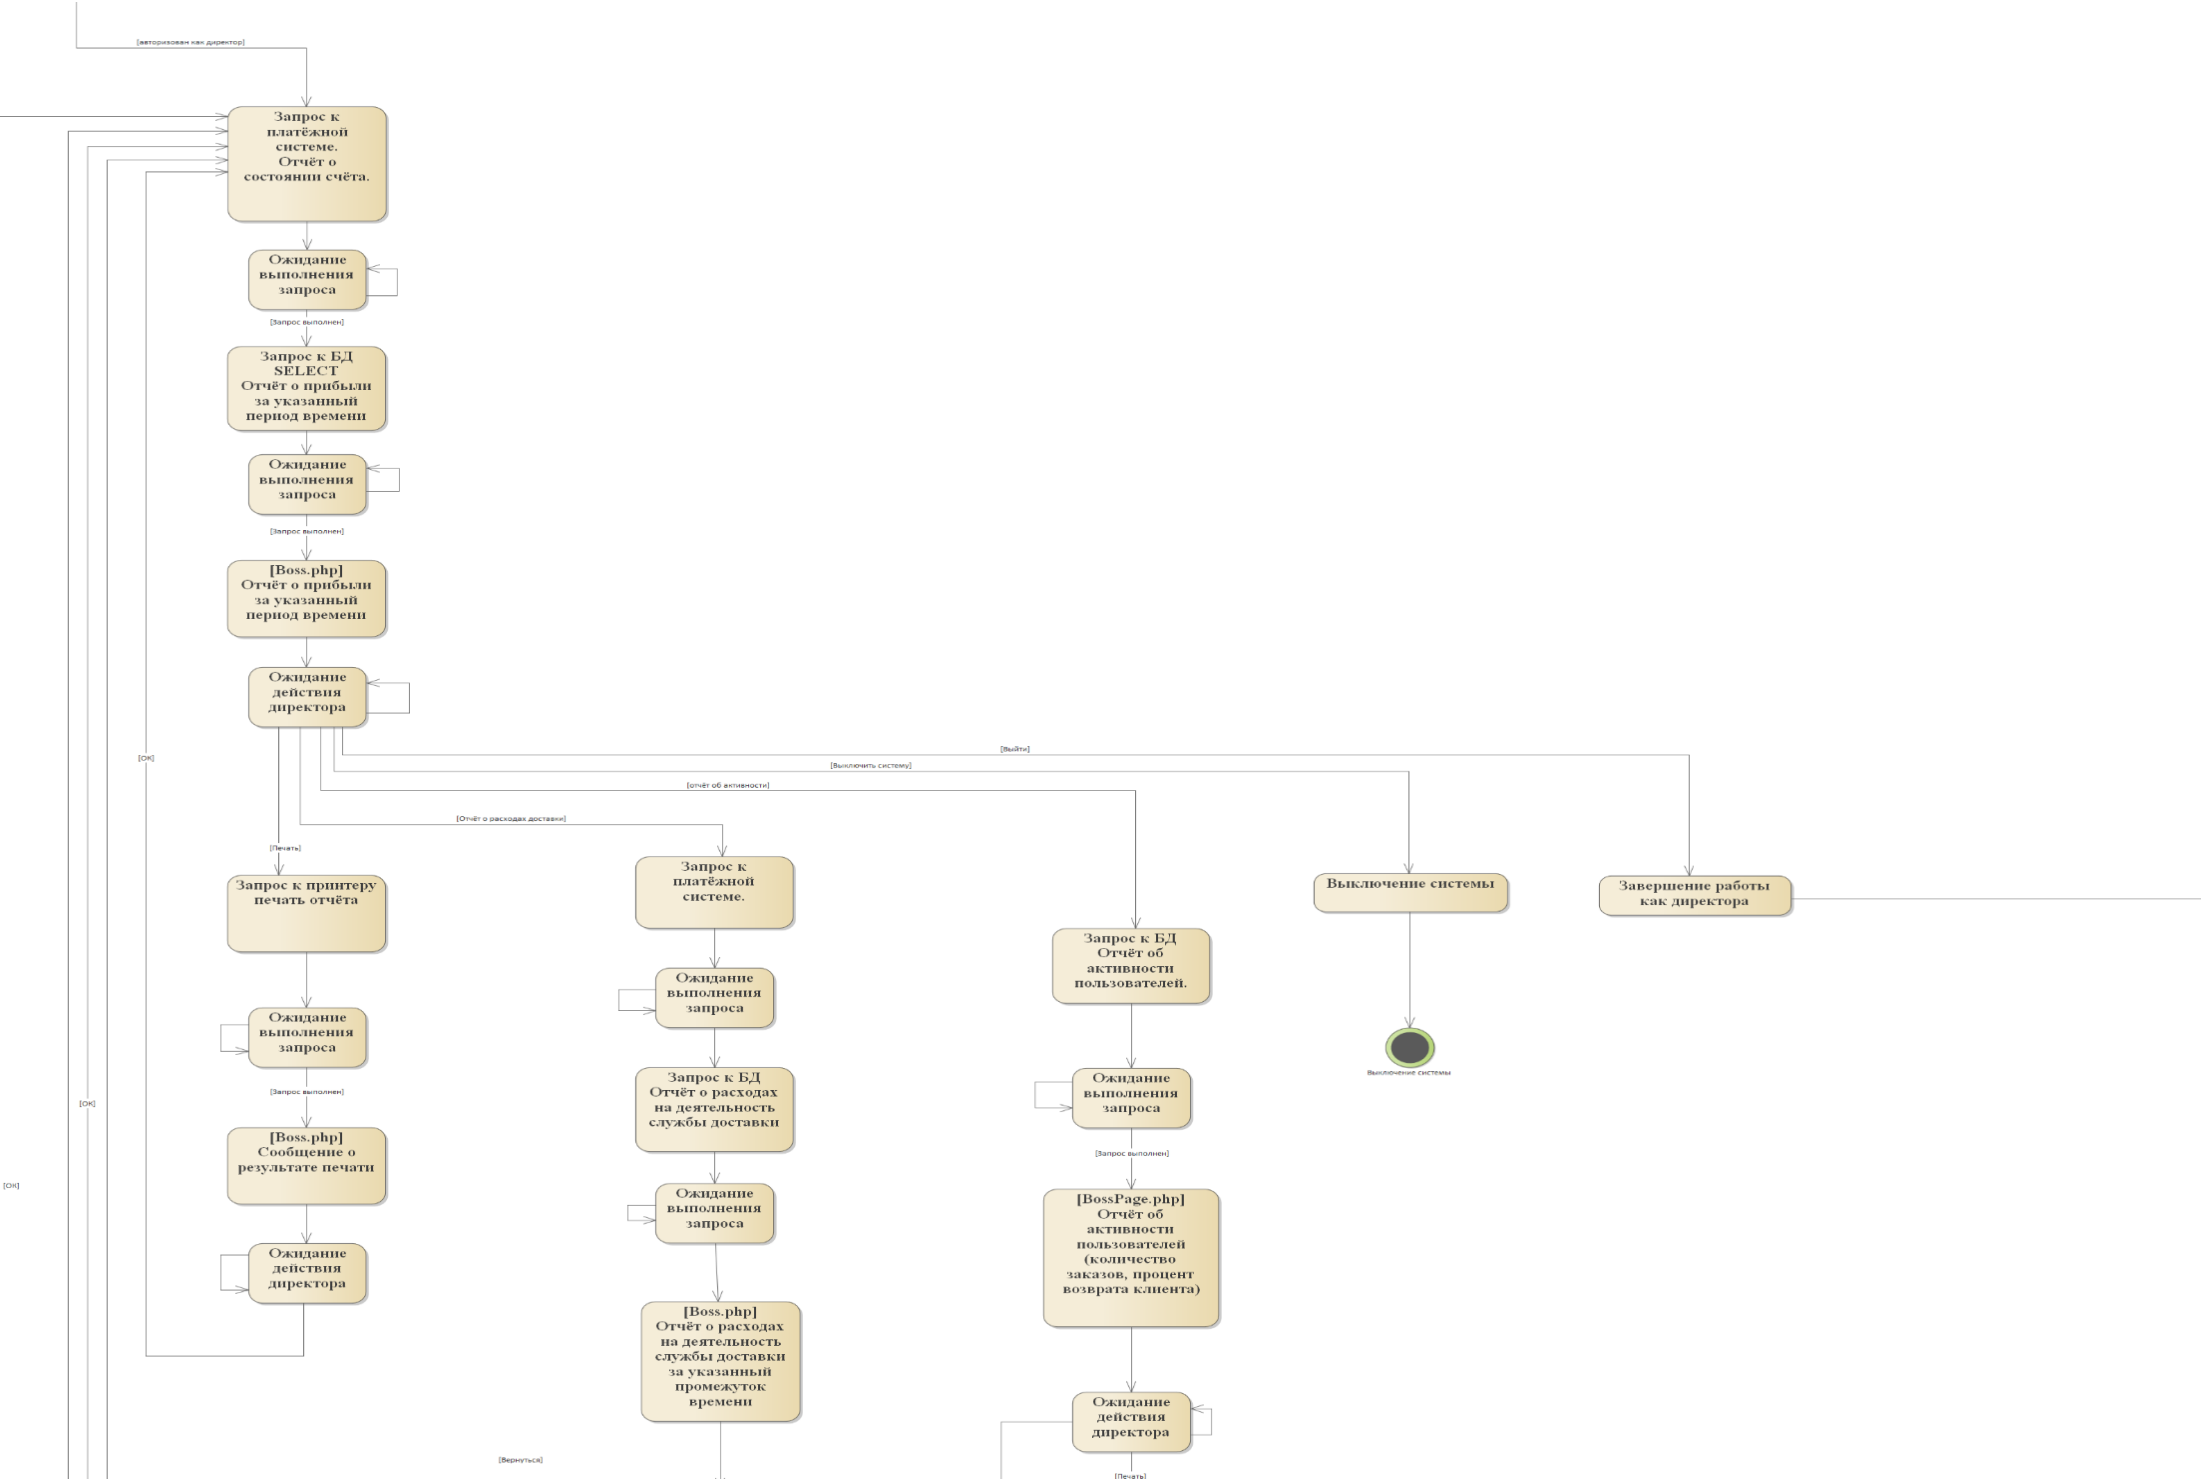 [авторизован как директор]
Запрос к
платёжной
системе.
Отчёт о
состоянии счёта.
Ожидание
выполнения
запроса
[Запрос выполнен]
Запрос к БД
SELECT
Отчёт о прибыли
за указанный
период времени
Ожидание
выполнения
запроса
[Запрос выполнен]
[Boss.php]
Отчёт о прибыли
за указанный
период времени
Ожидание
действия
директора
[Выйти]
[Выключить систему]
[отчёт об активности]
[Отчёт о расходах доставки]
[Печать]
[ОК]
[ОК]
[ОК]
Запрос к принтеру
печать отчёта
Ожидание
выполнения
запроса
[Запрос выполнен]
[Boss.php]
Сообщение о
результате печати
Ожидание
действия
директора
Запрос к
платёжной
системе.
Ожидание
выполнения
запроса
Запрос к БД
Отчёт о расходах
на деятельность
службы доставки
Ожидание
выполнения
запроса
[Boss.php]
Отчёт о расходах
на деятельность
службы доставки
за указанный
промежуток
времени
[Вернуться]
Запрос к БД
Отчёт об
активности
пользователей.
Ожидание
выполнения
запроса
[Запрос выполнен]
[BossPage.php]
Отчёт об
активности
пользователей
(количество
заказов, процент
возврата клиента)
Ожидание
действия
директора
[Печать]
Выключение системы
Выключение системы
Завершение работы
как директора